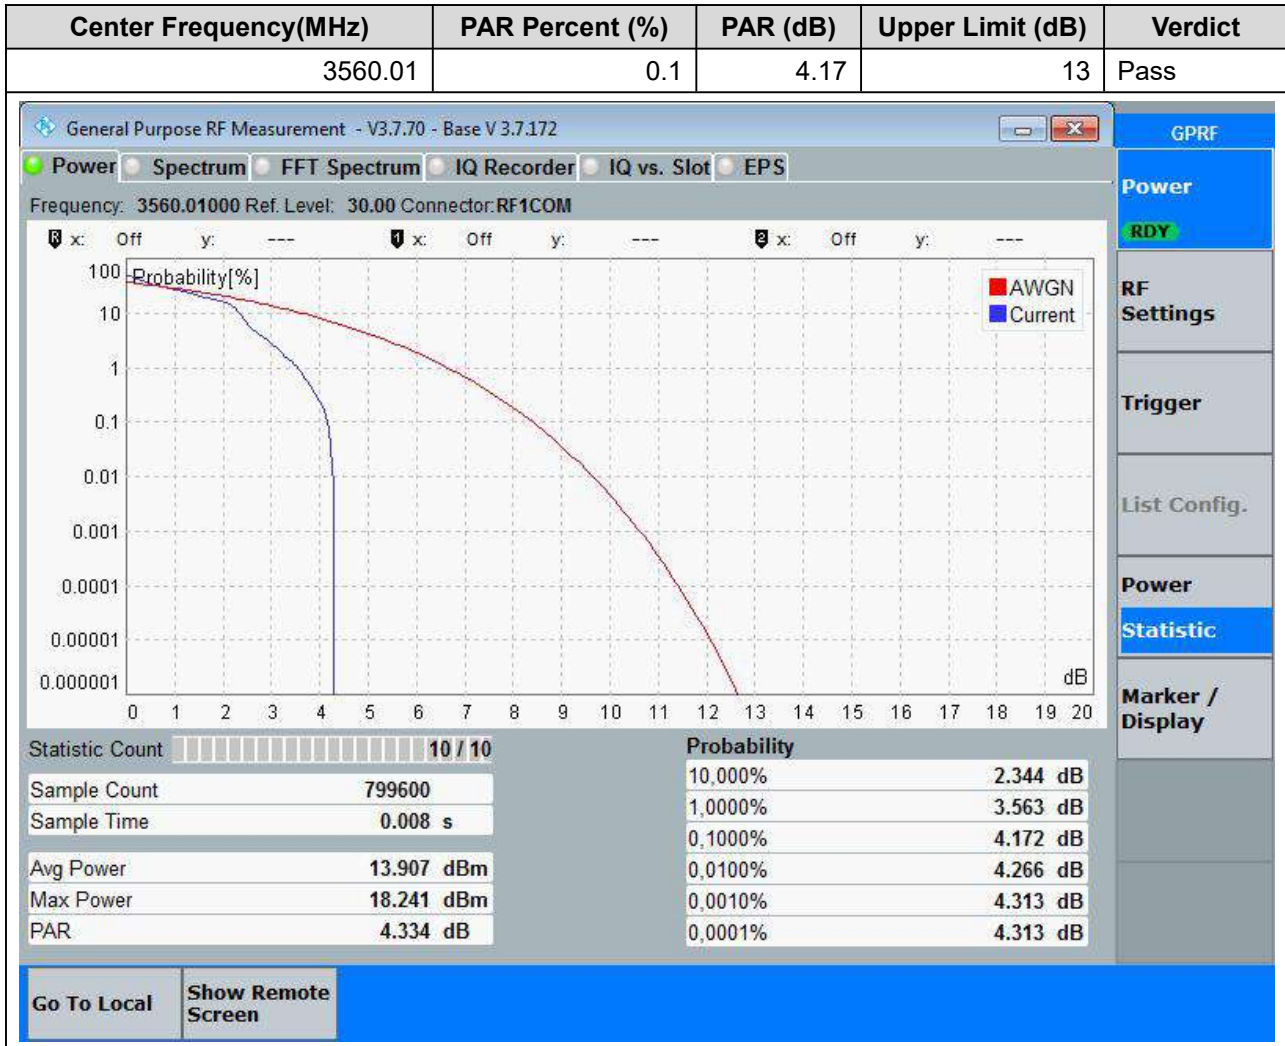 Center Frequency(MHz) PAR Percent (%) PAR (dB) Upper Limit (dB) Verdict
3560.01 0.1 4.17 13 Pass
General Purpose RF Measurement - V3.7.70 - Base V 3.7.172
GPRF
Power Spectrum FFT Spectrum IQ Recorder IQ vs. Slot EPS
Frequency: 3560.01000 Ref. Level: 30.00 Connector: RF1COM
R x: Off y: --- 1 x: Off y: --- 2 x: Off y: ---
Probability[%]
AWGN
Current
100
10
1
0.1
0.01
0.001
0.0001
0.00001
0.000001
dB
0 1 2 3 4 5 6 7 8 9 10 11 12 13 14 15 16 17 18 19 20
Statistic Count 10 / 10
Sample Count 799600
Sample Time 0.008 s
Avg Power 13.907 dBm
Max Power 18.241 dBm
PAR 4.334 dB
Probability
10,000% 2.344 dB
1,0000% 3.563 dB
0,1000% 4.172 dB
0,0100% 4.266 dB
0,0010% 4.313 dB
0,0001% 4.313 dB
Power
RDY
RF
Settings
Trigger
List Config.
Power
Statistic
Marker /
Display
Go To Local
Show Remote
Screen